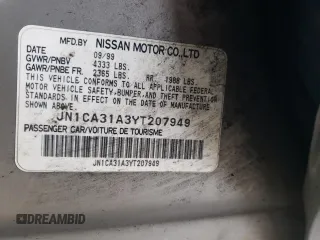 MFD.BY NISSAN MOTOR CO.,LTD
DATE 09/99
GVWR/PNBV 4333 LBS.
GAWR/PNBE FR. 2365 LBS. RR. 1988 LBS.
THIS VEHICLE CONFORMS TO ALL APPLICABLE
FEDERAL MOTOR VEHICLE SAFETY, BUMPER, AND THEFT
PREVENTION STANDARDS IN EFFECT ON THE DATE OF
MANUFACTURE SHOWN ABOVE.
JN1CA31A3YT207949
PASSENGER CAR/VOITURE DE TOURISME
JN1CA31A3YT207949
DREAMBID